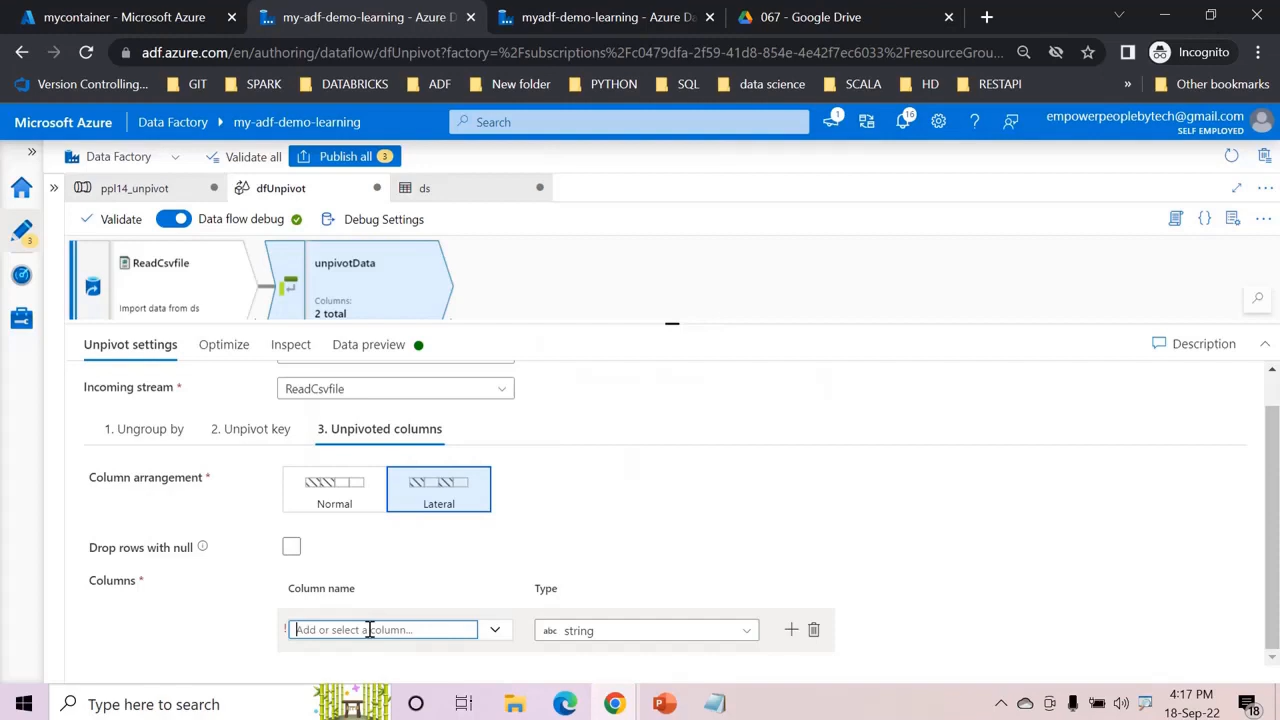 mycontainer - Microsoft Azure
my-adf-demo-learning - Azure D
myadf-demo-learning - Azure Da
067 - Google Drive
adf.azure.com/en/authoring/dataflow/dfUnpivot?factory=%2Fsubscriptions%2Fc0479dfa-2f59-41d8-854e-4e42f7ec6033%2FresourceGrou...
Incognito
Version Controlling...
GIT
SPARK
DATABRICKS
ADF
New folder
PYTHON
SQL
data science
SCALA
HD
RESTAPI
»
Other bookmarks
Microsoft Azure
Data Factory
my-adf-demo-learning
Search
1
16
empowerpeoplebytech@gmail.com
SELF EMPLOYED
Data Factory
Validate all
Publish all 3
3
ppl14_unpivot
dfUnpivot
ds
Validate
Data flow debug
Debug Settings
ReadCsvfile
Import data from ds
unpivotData
Columns:
2 total
Unpivot settings
Optimize
Inspect
Data preview
Description
Incoming stream *
ReadCsvfile
1. Ungroup by
2. Unpivot key
3. Unpivoted columns
Column arrangement *
Normal
Lateral
Drop rows with null
Columns *
Column name
Type
! Add or select a column...
abc string
Type here to search
4:17 PM
18-Sep-22
18